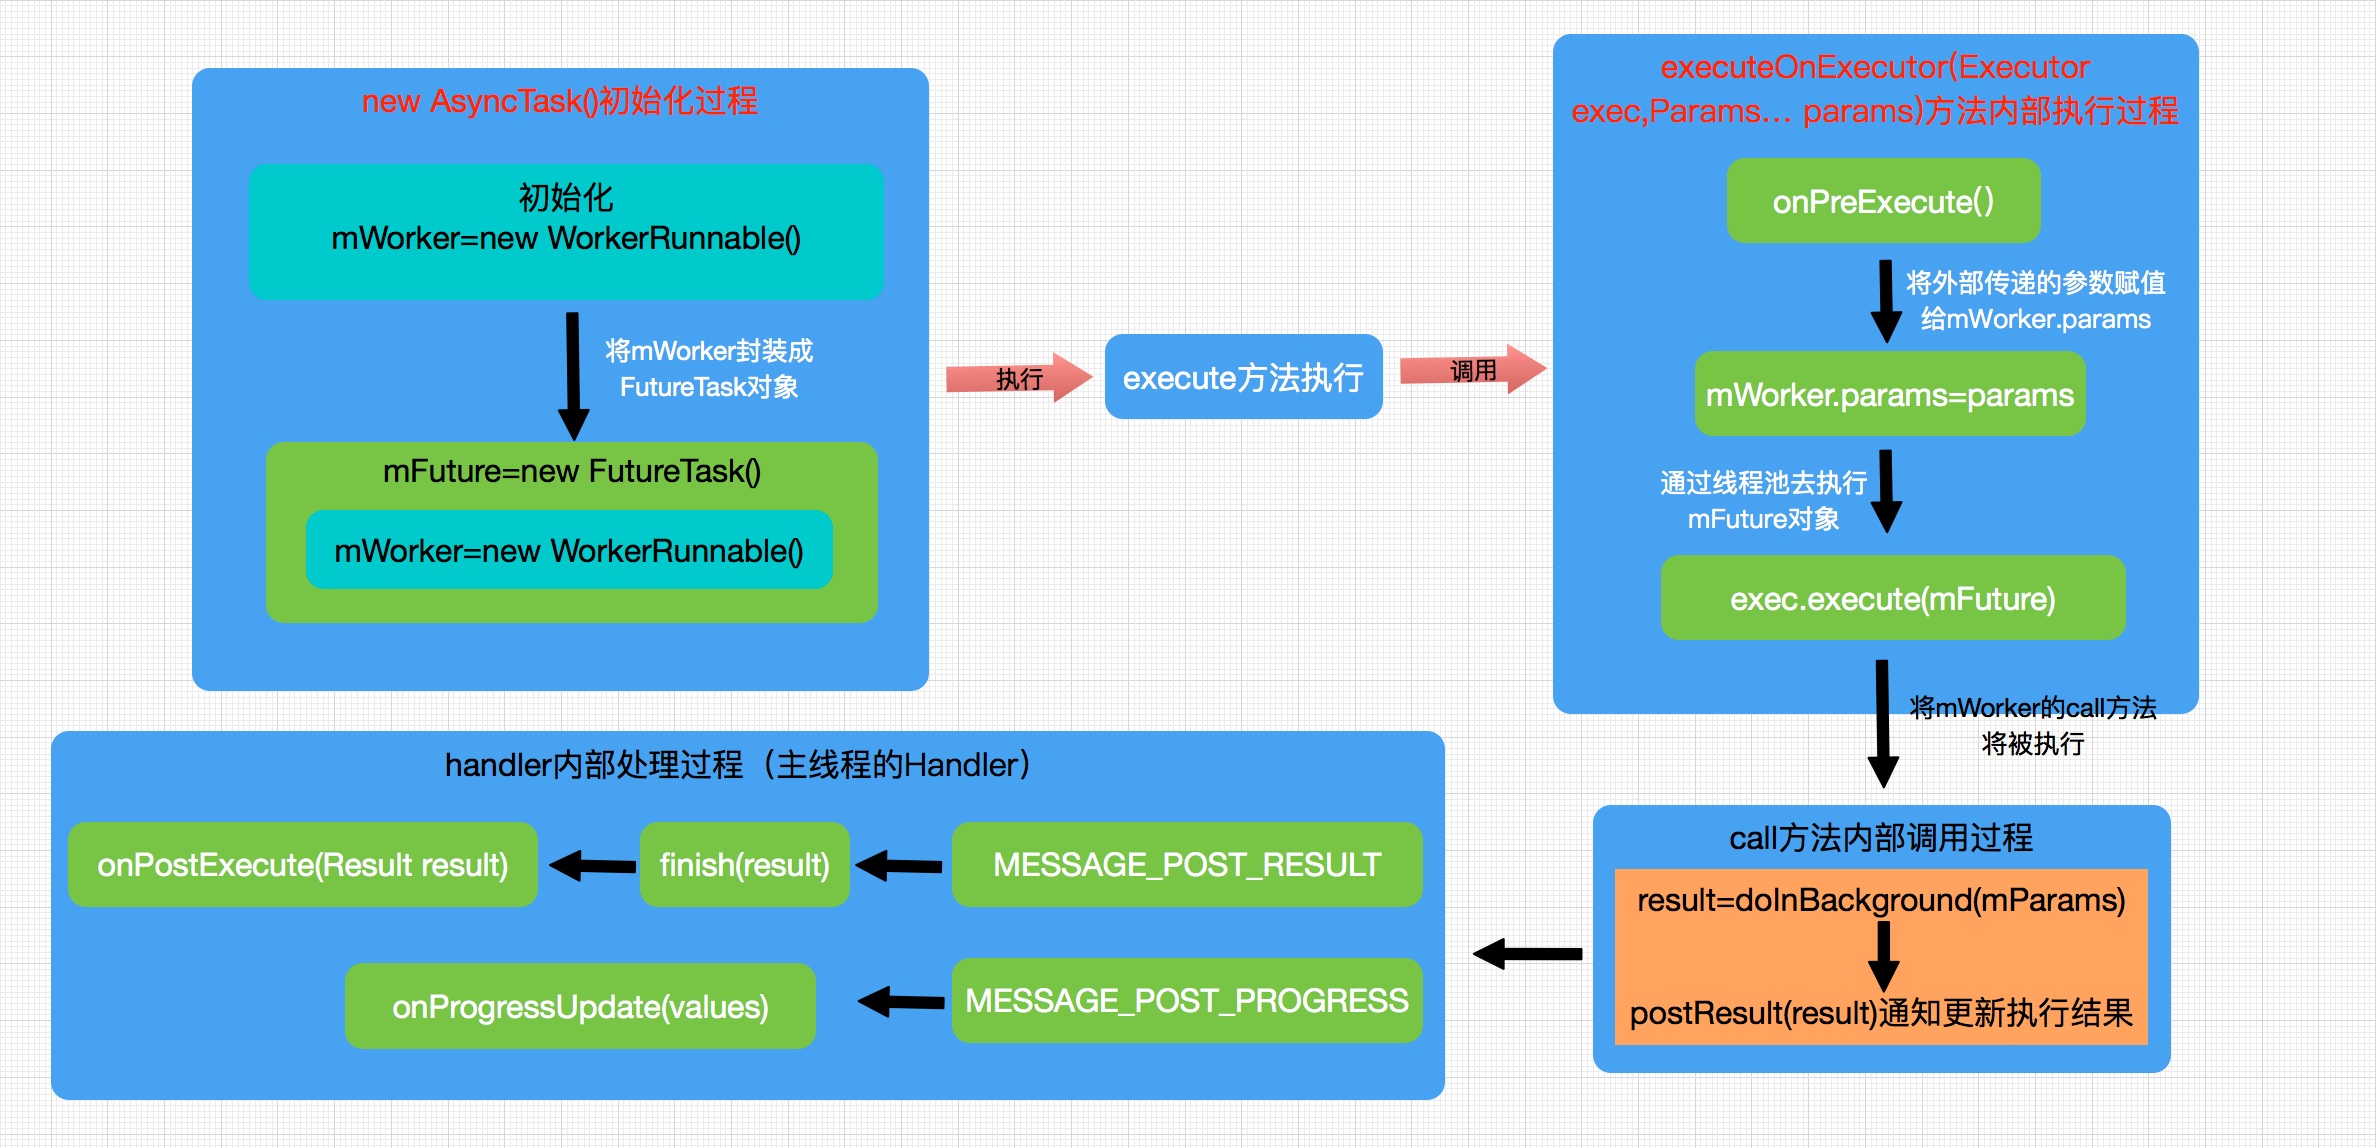 new AsyncTask()初始化过程
初始化
mWorker=new WorkerRunnable()
将mWorker封装成
FutureTask对象
mFuture=new FutureTask()
mWorker=new WorkerRunnable()
执行
execute方法执行
调用
executeOnExecutor(Executor
exec,Params... params)方法内部执行过程
onPreExecute()
将外部传递的参数赋值
给mWorker.params
mWorker.params=params
通过线程池去执行
mFuture对象
exec.execute(mFuture)
将mWorker的call方法
将被执行
call方法内部调用过程
result=doInBackground(mParams)
postResult(result)通知更新执行结果
handler内部处理过程（主线程的Handler）
onPostExecute(Result result)
finish(result)
MESSAGE_POST_RESULT
onProgressUpdate(values)
MESSAGE_POST_PROGRESS